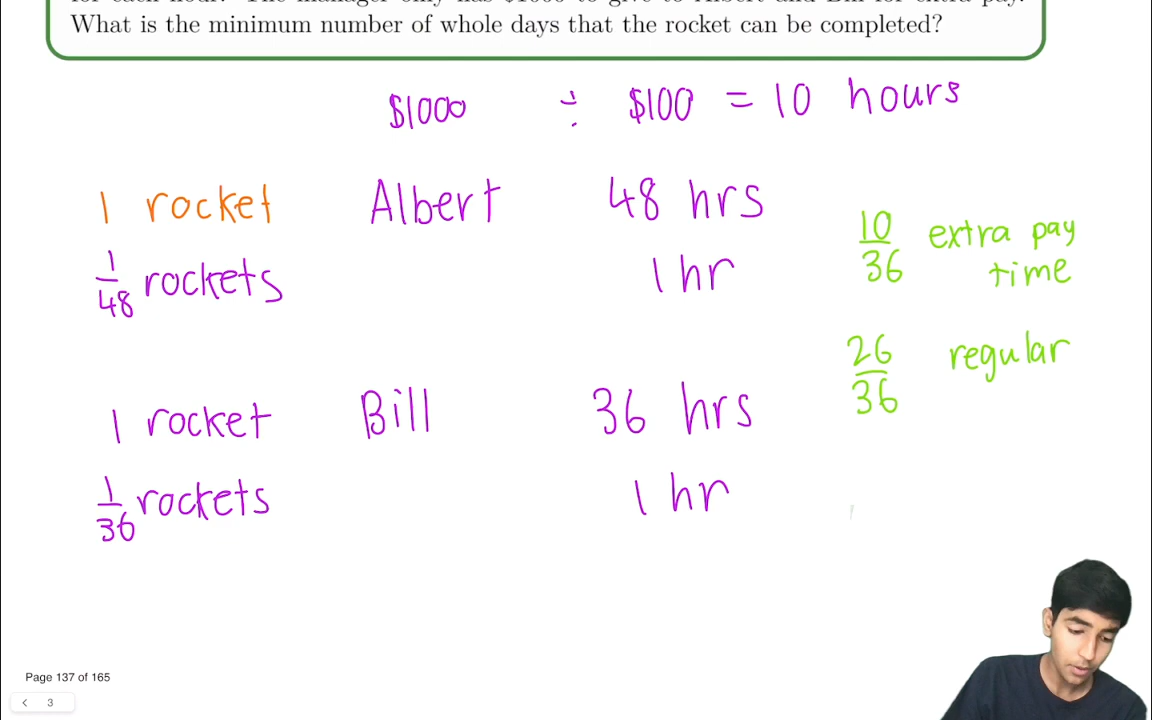 What is the minimum number of whole days that the rocket can be completed?
$1000 ÷ $100 = 10 hours
1 rocket Albert 48 hrs
1/48 rockets 1 hr
10/36 extra pay time
26/36 regular
1 rocket Bill 36 hrs
1/36 rockets 1 hr
Page 137 of 165
< 3